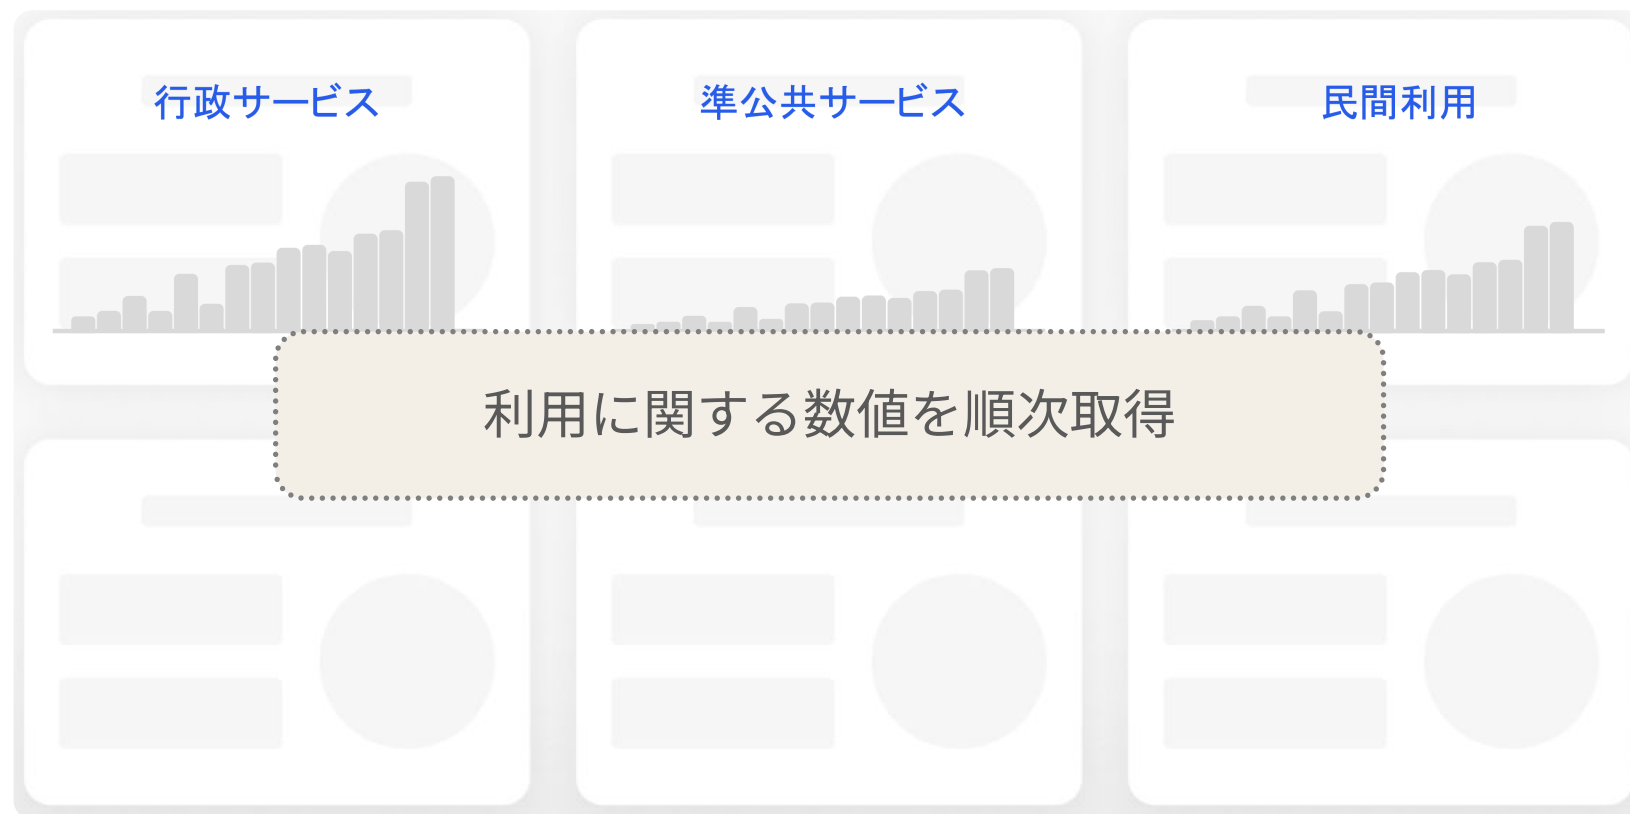 行政サービス
準公共サービス
民間利用
利用に関する数値を順次取得